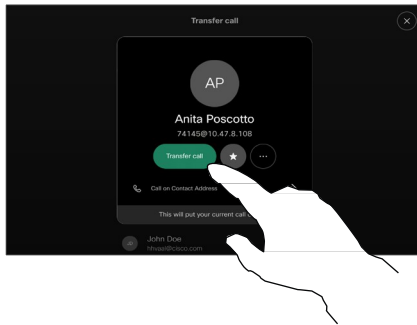 Transfer call
AP
Anita Poscotto
74145@10.47.8.108
Transfer call
Call on Contact Address
This will put your current call
John Doe